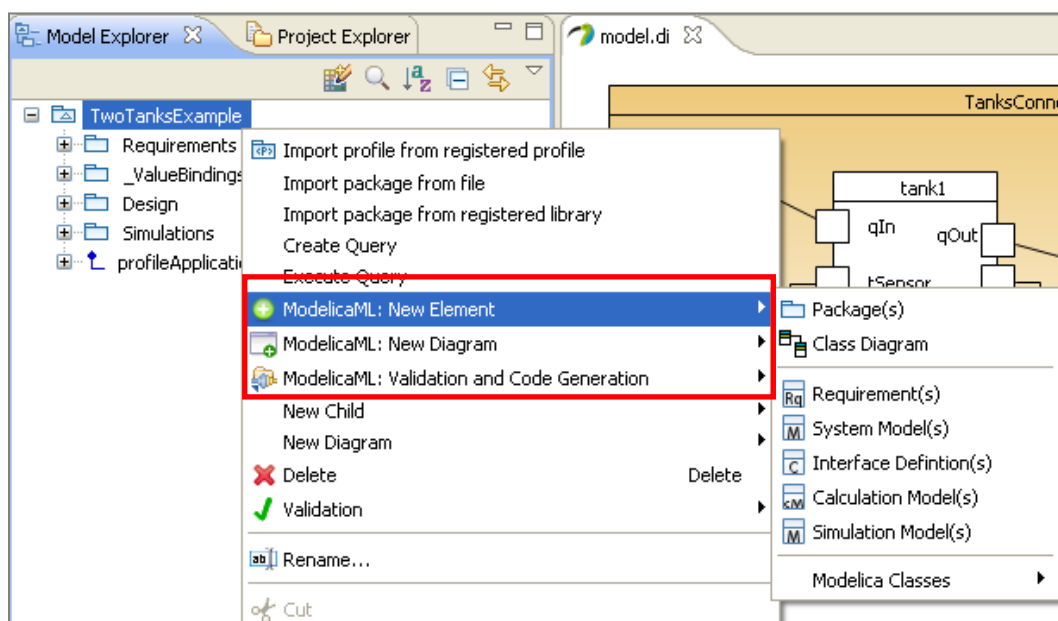 Model Explorer
Project Explorer
model.di
TanksConn
TwoTanksExample
Requirements
_ValueBindings
Design
Simulations
profileApplicati
Import profile from registered profile
Import package from file
Import package from registered library
Create Query
Execute Query
ModelicaML: New Element
ModelicaML: New Diagram
ModelicaML: Validation and Code Generation
New Child
New Diagram
Delete Delete
Validation
Rename...
Cut
tank1
qIn
qOut
tSensor
Package(s)
Class Diagram
Requirement(s)
System Model(s)
Interface Defintion(s)
Calculation Model(s)
Simulation Model(s)
Modelica Classes